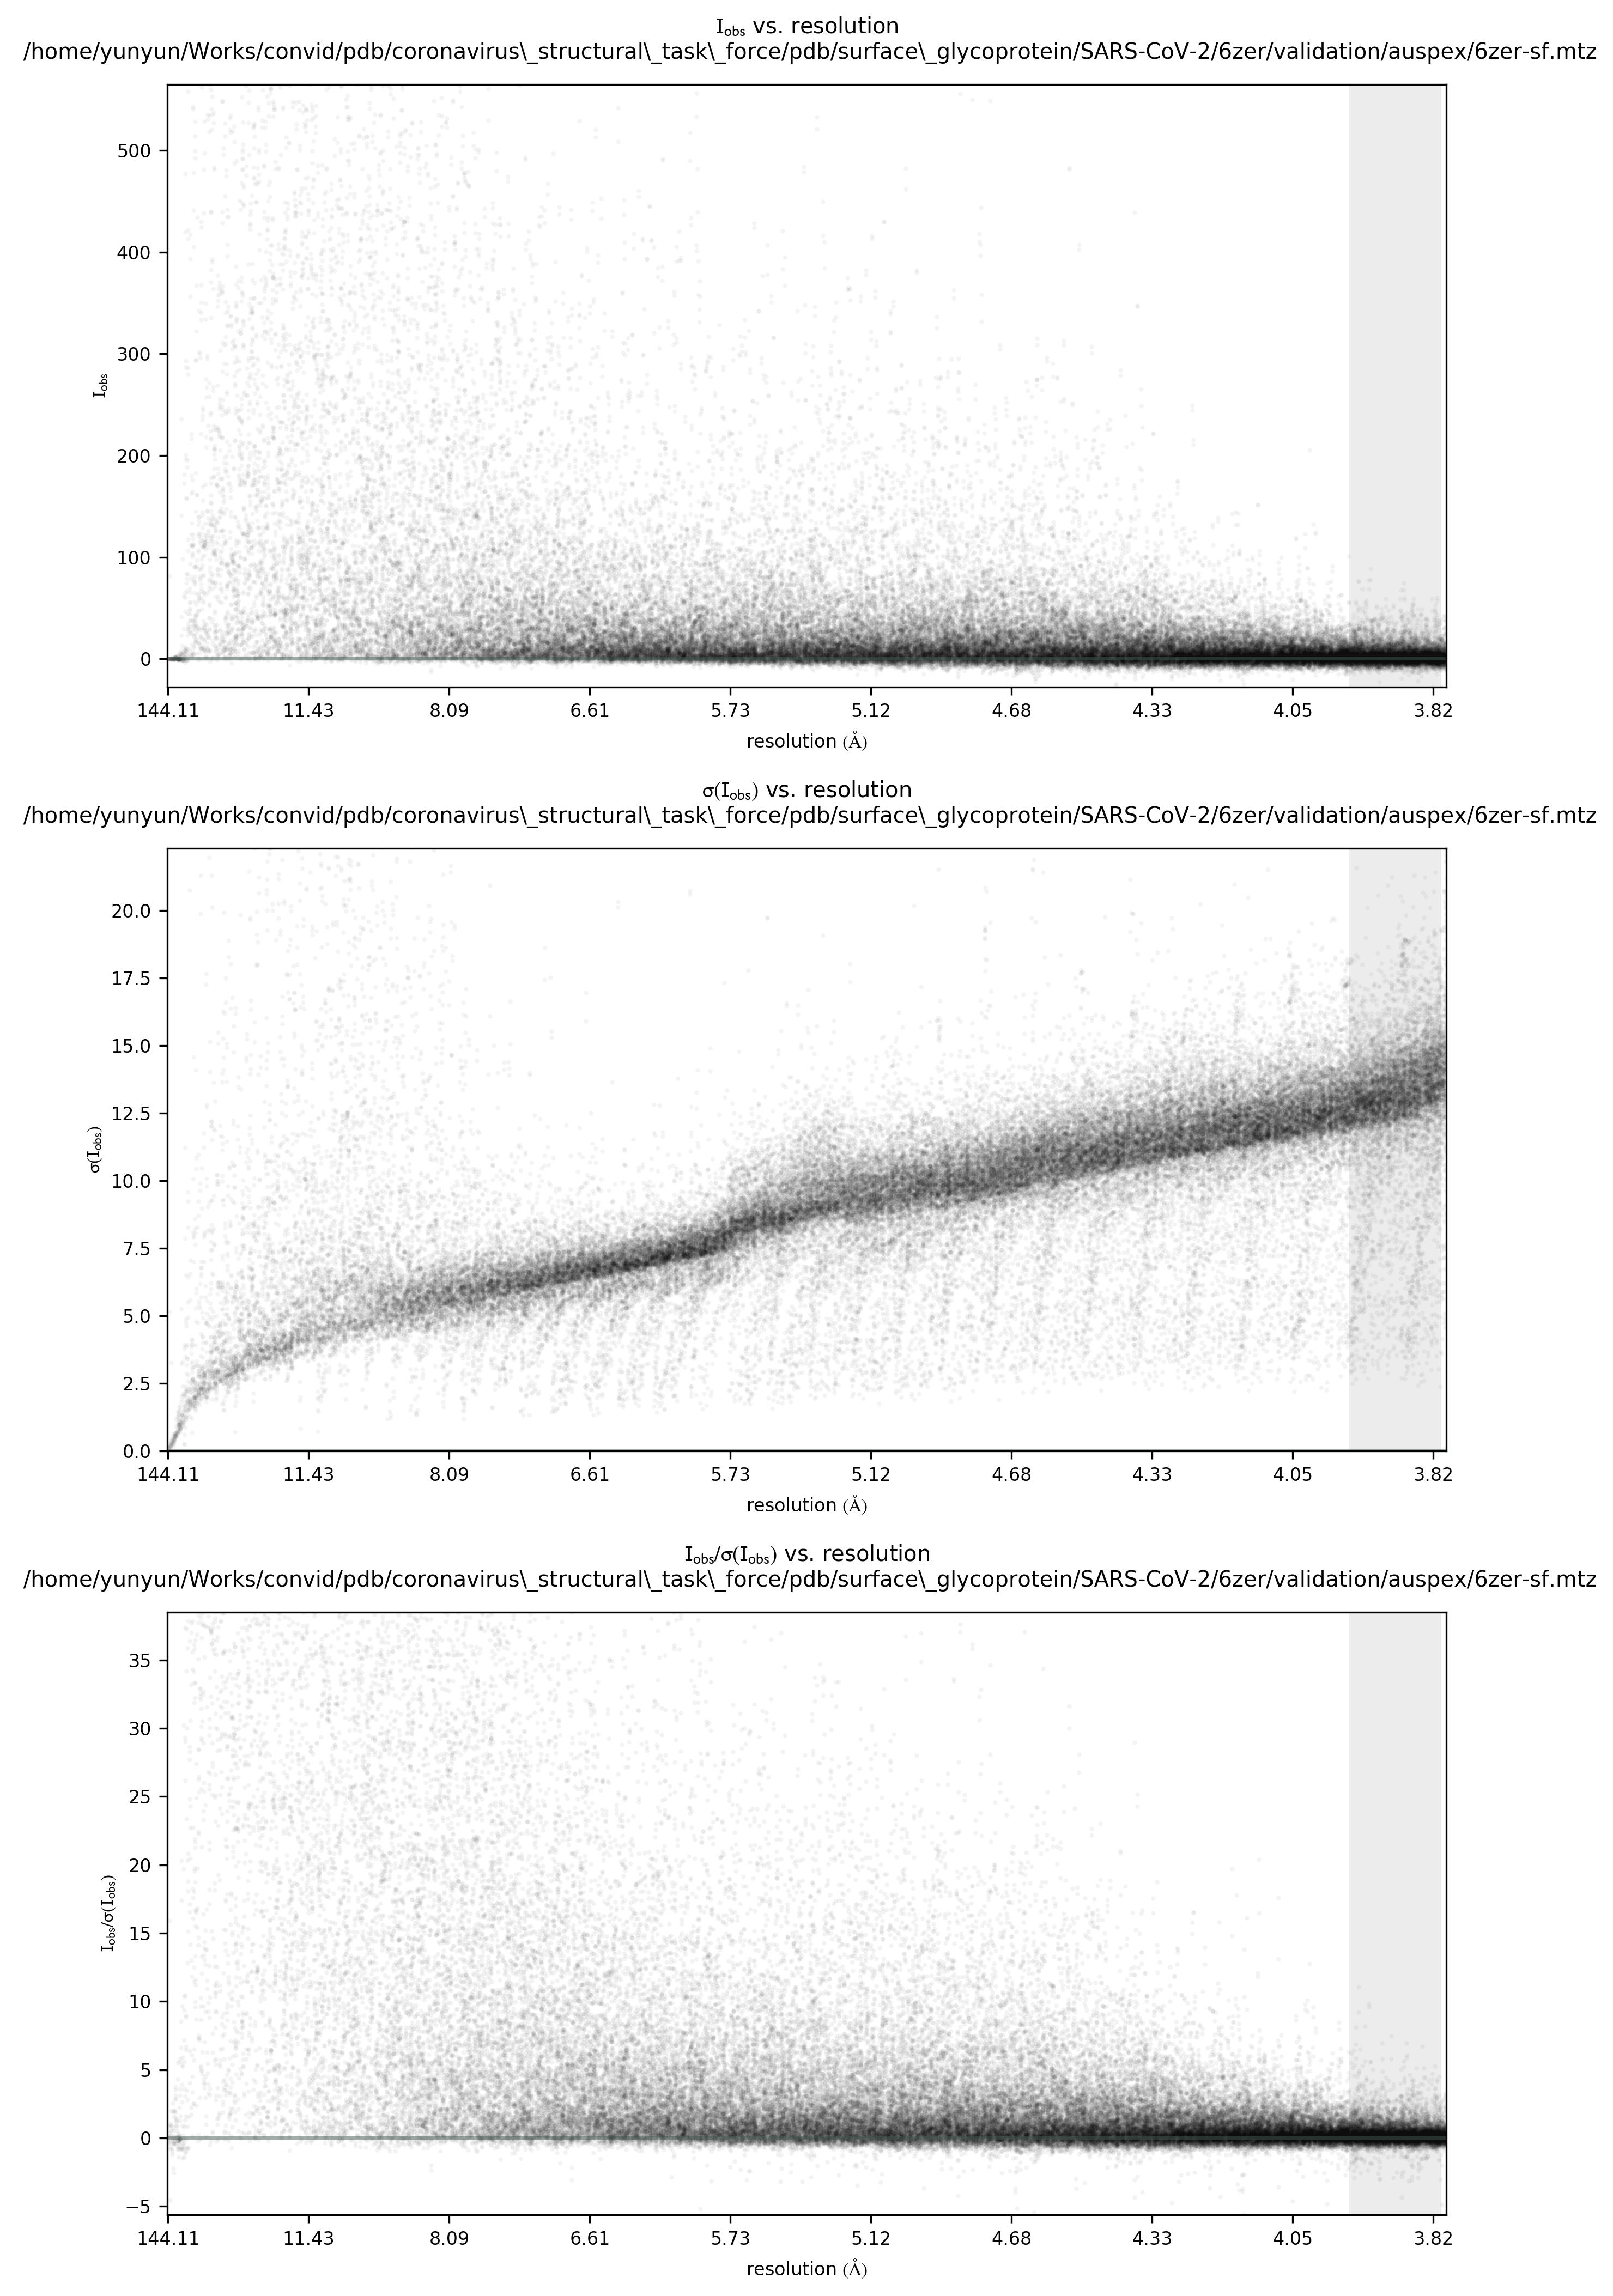 Iobs vs. resolution
/home/yunyun/Works/convid/pdb/coronavirus\_structural\_task\_force/pdb/surface\_glycoprotein/SARS-CoV-2/6zer/validation/auspex/6zer-sf.mtz
500
400
300
200
100
0
Iobs
144.11 11.43 8.09 6.61 5.73 5.12 4.68 4.33 4.05 3.82
resolution (Å)
σ(Iobs) vs. resolution
/home/yunyun/Works/convid/pdb/coronavirus\_structural\_task\_force/pdb/surface\_glycoprotein/SARS-CoV-2/6zer/validation/auspex/6zer-sf.mtz
20.0
17.5
15.0
12.5
10.0
7.5
5.0
2.5
0.0
σ(Iobs)
144.11 11.43 8.09 6.61 5.73 5.12 4.68 4.33 4.05 3.82
resolution (Å)
Iobs/σ(Iobs) vs. resolution
/home/yunyun/Works/convid/pdb/coronavirus\_structural\_task\_force/pdb/surface\_glycoprotein/SARS-CoV-2/6zer/validation/auspex/6zer-sf.mtz
35
30
25
20
15
10
5
0
−5
Iobs/σ(Iobs)
144.11 11.43 8.09 6.61 5.73 5.12 4.68 4.33 4.05 3.82
resolution (Å)